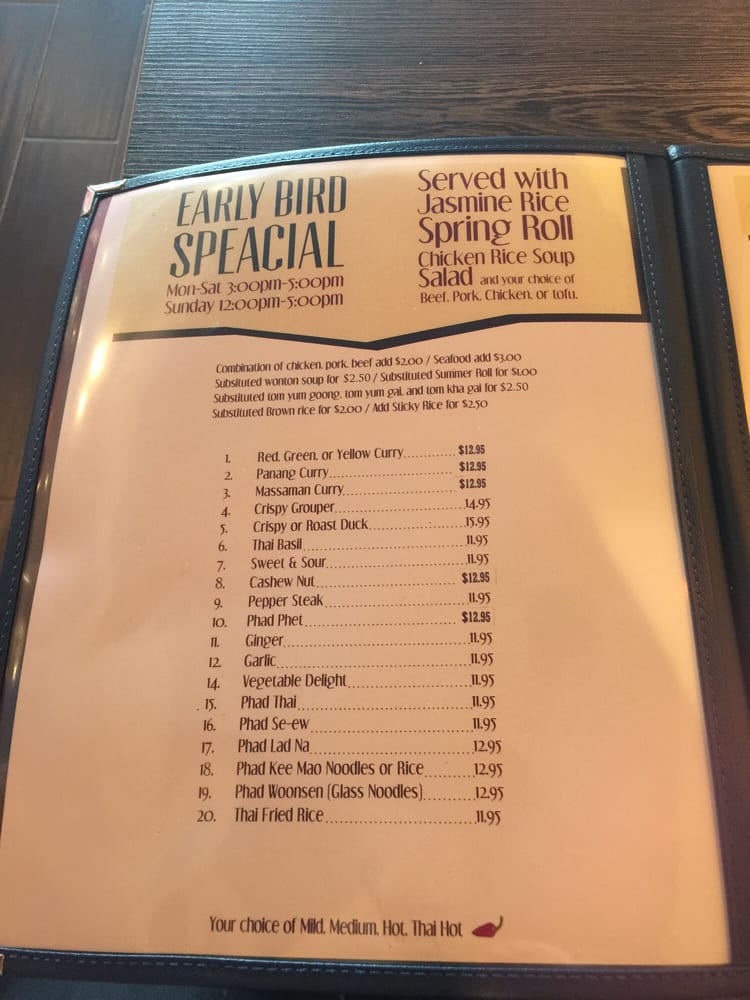 EARLY BIRD
SPEACIAL
Mon-Sat 3:00pm-5:00pm
Sunday 12:00pm-5:00pm
Served with
Jasmine Rice
Spring Roll
Chicken Rice Soup
Salad and your choice of
Beef, Pork, Chicken, or tofu.
Combination of chicken, pork, beef add $2.00 / Seafood add $3.00
Subsituted wonton soup for $2.50 / Substituted Summer Roll for $1.00
Substituted tom yum goong, tom yum gai, and tom kha gai for $2.50
Substituted Brown rice for $2.00 / Add Sticky Rice for $2.50
1. Red, Green, or Yellow Curry............ $12.95
2. Panang Curry............................ $12.95
3. Massaman Curry......................... $12.95
4. Crispy Grouper............................14.95
5. Crispy or Roast Duck....................15.95
6. Thai Basil....................................11.95
7. Sweet & Sour..............................11.95
8. Cashew Nut.............................. $12.95
9. Pepper Steak..............................11.95
10. Phad Phet................................ $12.95
11. Ginger........................................11.95
12. Garlic.........................................11.95
14. Vegetable Delight........................11.95
15. Phad Thai...................................11.95
16. Phad Se-ew................................11.95
17. Phad Lad Na...............................12.95
18. Phad Kee Mao Noodles or Rice.........12.95
19. Phad Woonsen (Glass Noodles).........12.95
20. Thai Fried Rice............................11.95
Your choice of Mild, Medium, Hot, Thai Hot